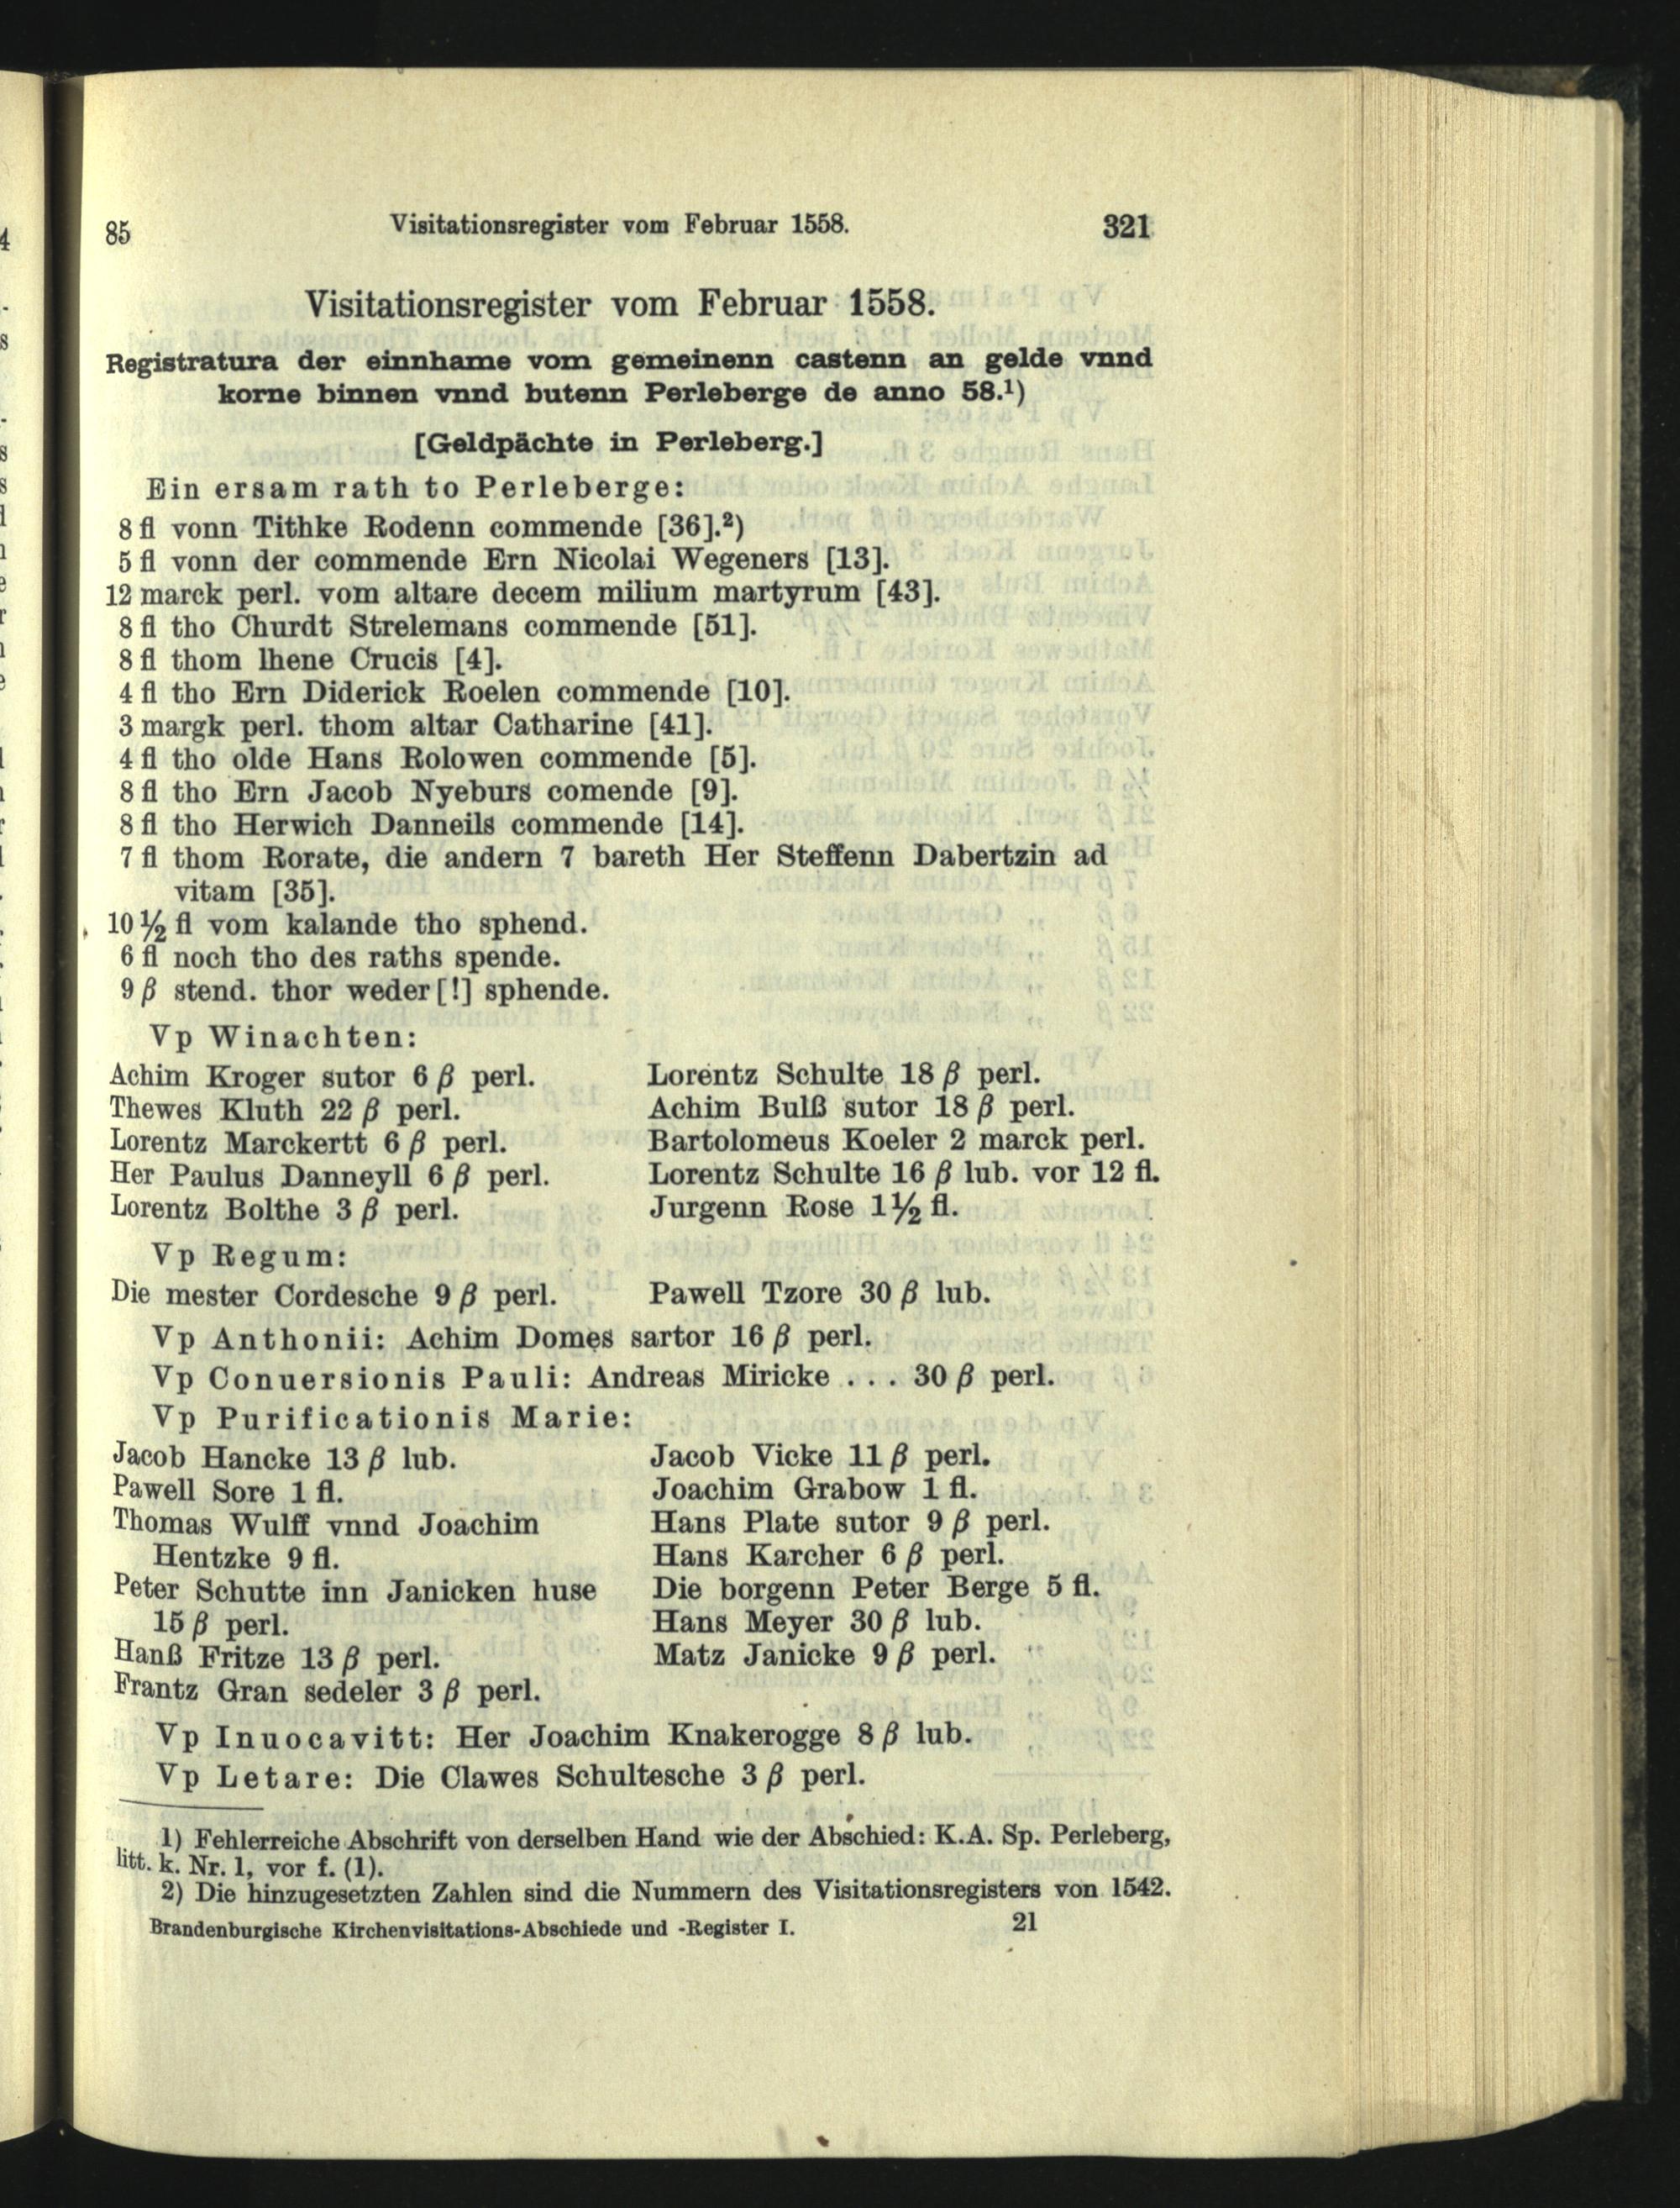 85 Visitationsregister vom Februar 1558. 321
Visitationsregister vom Februar 1558.
Registratura der einnhame vom gemeinenn castenn an gelde vnnd
korne binnen vnnd butenn Perleberge de anno 58.¹)
[Geldpächte in Perleberg.]
Ein ersam rath to Perleberge:
8 fl vonn Tithke Rodenn commende [36].²)
5 fl vonn der commende Ern Nicolai Wegeners [13].
12 marck perl. vom altare decem milium martyrum [43].
8 fl tho Churdt Strelemans commende [51].
8 fl thom lhene Crucis [4].
4 fl tho Ern Diderick Roelen commende [10].
3 margk perl. thom altar Catharine [41].
4 fl tho olde Hans Rolowen commende [5].
8 fl tho Ern Jacob Nyeburs comende [9].
8 fl tho Herwich Danneils commende [14].
7 fl thom Rorate, die andern 7 bareth Her Steffenn Dabertzin ad
vitam [35].
10½ fl vom kalande tho sphend.
6 fl noch tho des raths spende.
9 β stend. thor weder[!] sphende.
Vp Winachten:
Achim Kroger sutor 6 β perl.
Thewes Kluth 22 β perl.
Lorentz Marckertt 6 β perl.
Her Paulus Danneyll 6 β perl.
Lorentz Bolthe 3 β perl.
Lorentz Schulte 18 β perl.
Achim Bulß sutor 18 β perl.
Bartolomeus Koeler 2 marck perl.
Lorentz Schulte 16 β lub. vor 12 fl.
Jurgenn Rose 1½ fl.
Vp Regum:
Die mester Cordesche 9 β perl.
Pawell Tzore 30 β lub.
Vp Anthonii: Achim Domes sartor 16 β perl.
Vp Conuersionis Pauli: Andreas Miricke . . . 30 β perl.
Vp Purificationis Marie:
Jacob Hancke 13 β lub.
Pawell Sore 1 fl.
Thomas Wulff vnnd Joachim
Hentzke 9 fl.
Peter Schutte inn Janicken huse
15 β perl.
Hanß Fritze 13 β perl.
Frantz Gran sedeler 3 β perl.
Jacob Vicke 11 β perl.
Joachim Grabow 1 fl.
Hans Plate sutor 9 β perl.
Hans Karcher 6 β perl.
Die borgenn Peter Berge 5 fl.
Hans Meyer 30 β lub.
Matz Janicke 9 β perl.
Vp Inuocavitt: Her Joachim Knakerogge 8 β lub.
Vp Letare: Die Clawes Schultesche 3 β perl.
1) Fehlerreiche Abschrift von derselben Hand wie der Abschied: K.A. Sp. Perleberg,
litt. k. Nr. 1, vor f. (1).
2) Die hinzugesetzten Zahlen sind die Nummern des Visitationsregisters von 1542.
Brandenburgische Kirchenvisitations-Abschiede und -Register I. 21